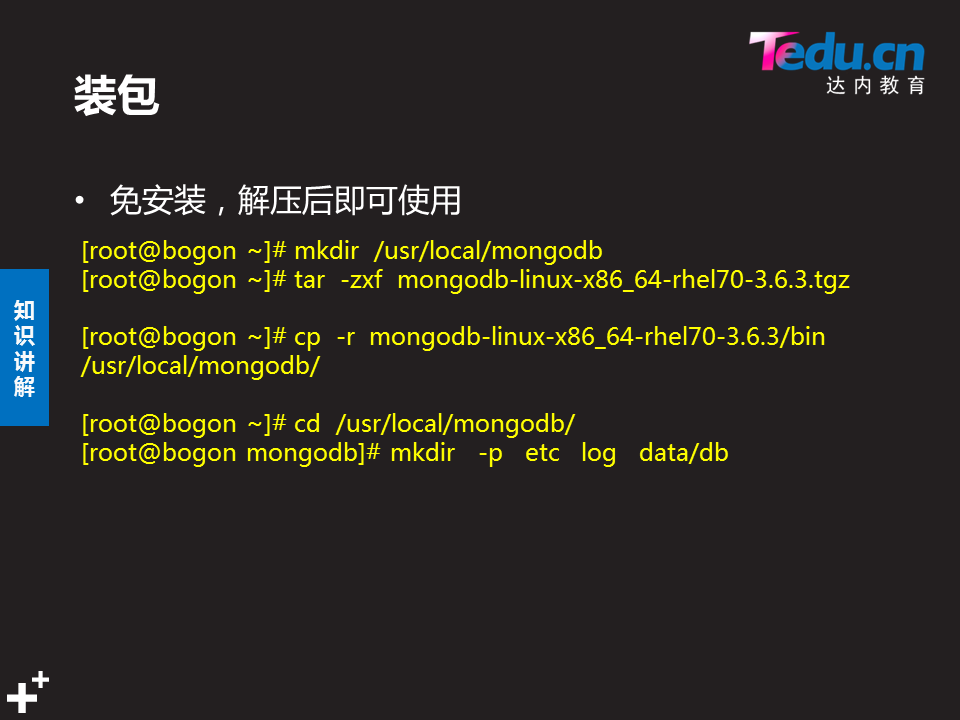 Tedu.cn
达内教育
装包
• 免安装，解压后即可使用
[root@bogon ~]# mkdir /usr/local/mongodb
[root@bogon ~]# tar -zxf mongodb-linux-x86_64-rhel70-3.6.3.tgz
[root@bogon ~]# cp -r mongodb-linux-x86_64-rhel70-3.6.3/bin
/usr/local/mongodb/
[root@bogon ~]# cd /usr/local/mongodb/
[root@bogon mongodb]# mkdir -p etc log data/db
知
识
讲
解